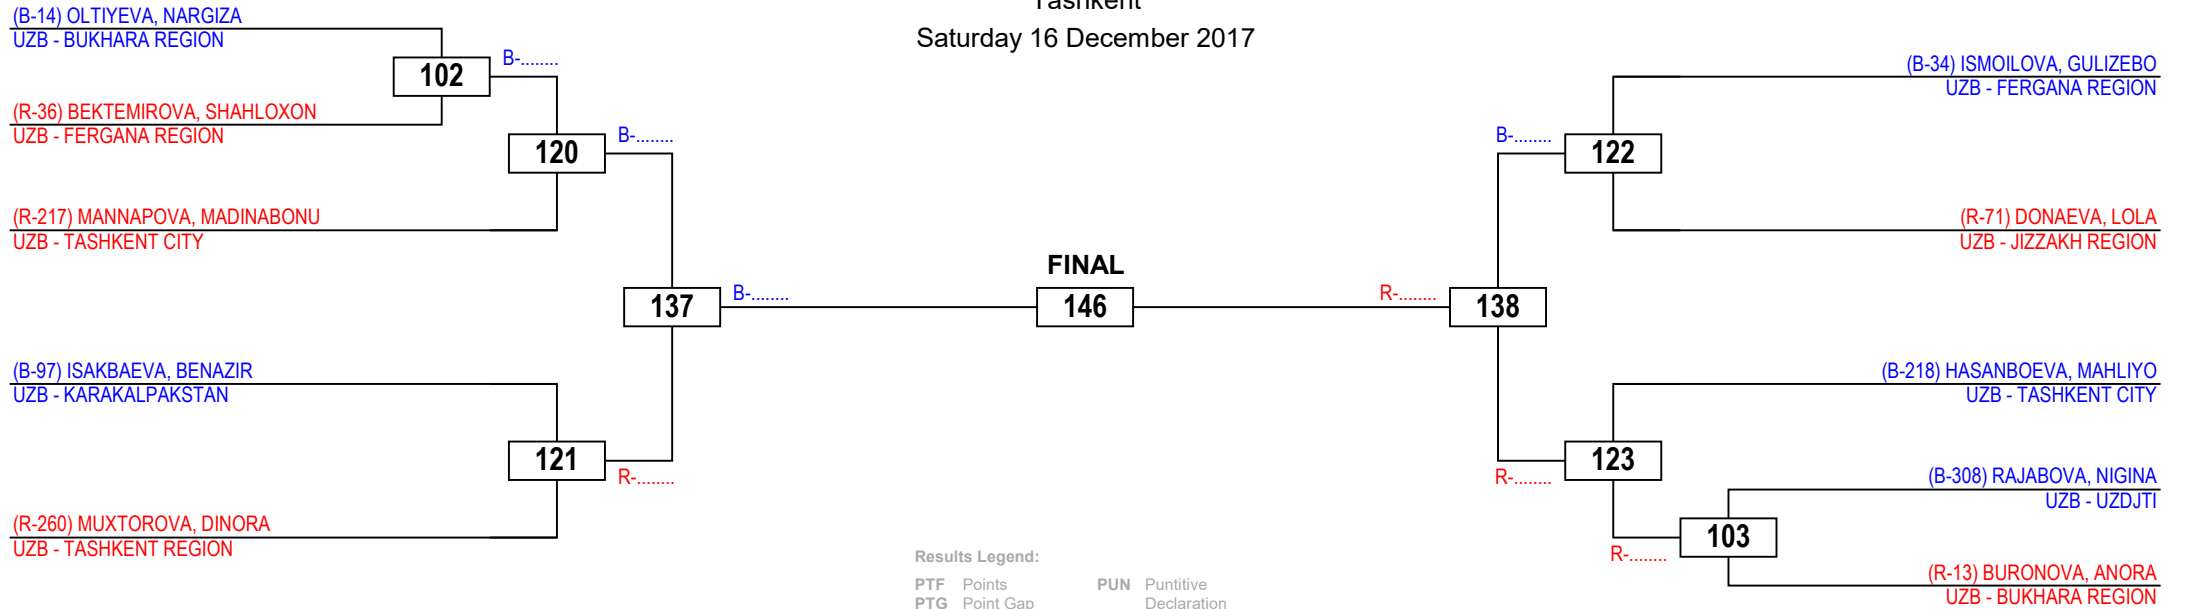 Tashkent
Saturday 16 December 2017
(B-14) OLTIYEVA, NARGIZA
UZB - BUKHARA REGION
102
B-........
(R-36) BEKTEMIROVA, SHAHLOXON
UZB - FERGANA REGION
120
B-........
(R-217) MANNAPOVA, MADINABONU
UZB - TASHKENT CITY
137
B-........
(B-97) ISAKBAEVA, BENAZIR
UZB - KARAKALPAKSTAN
121
R-........
(R-260) MUXTOROVA, DINORA
UZB - TASHKENT REGION
FINAL
146
(B-34) ISMOILOVA, GULIZEBO
UZB - FERGANA REGION
B-........
122
(R-71) DONAEVA, LOLA
UZB - JIZZAKH REGION
R-........
138
(B-218) HASANBOEVA, MAHLIYO
UZB - TASHKENT CITY
123
R-........
(B-308) RAJABOVA, NIGINA
UZB - UZDJTI
103
R-........
(R-13) BURONOVA, ANORA
UZB - BUKHARA REGION
Results Legend:
PTF Points PUN Puntitive
PTG Point Gap Declaration